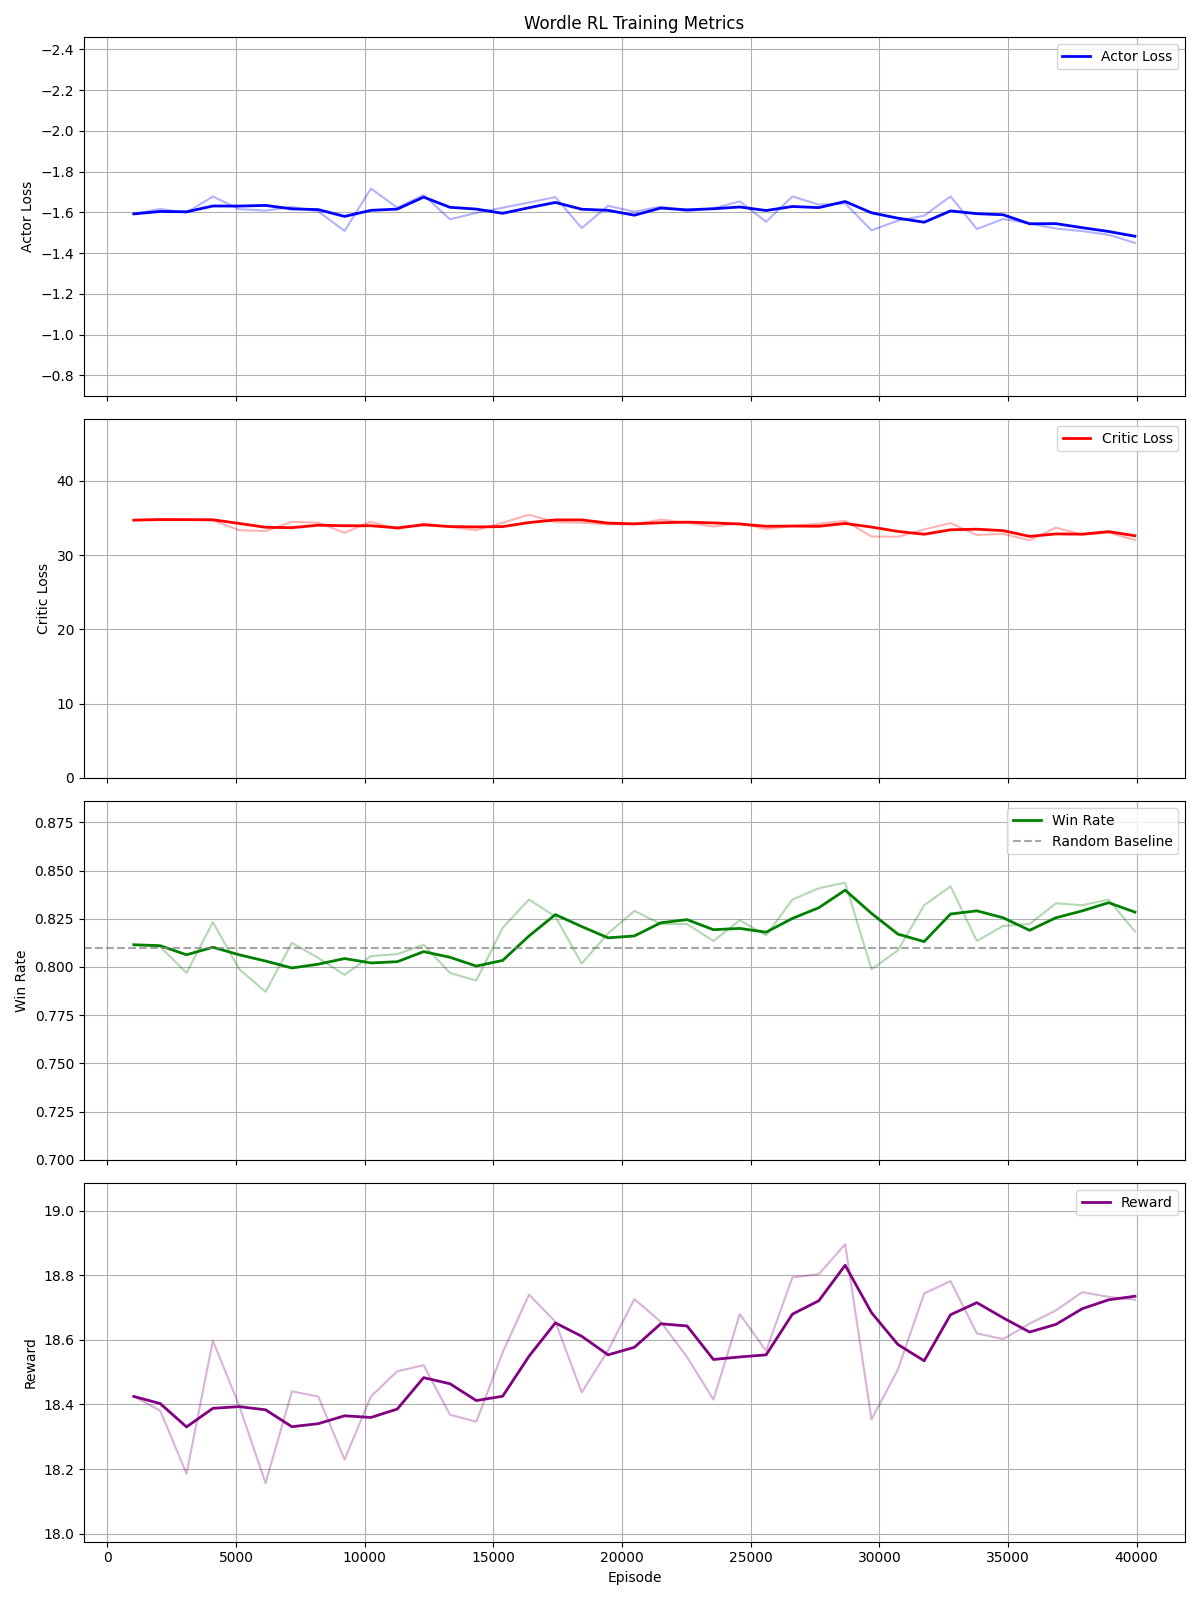 Wordle RL Training Metrics
−2.4
−2.2
−2.0
−1.8
−1.6
−1.4
−1.2
−1.0
−0.8
Actor Loss
Actor Loss
40
30
20
10
0
Critic Loss
Critic Loss
0.875
0.850
0.825
0.800
0.775
0.750
0.725
0.700
Win Rate
Win Rate
Random Baseline
19.0
18.8
18.6
18.4
18.2
18.0
Reward
Reward
0 5000 10000 15000 20000 25000 30000 35000 40000
Episode